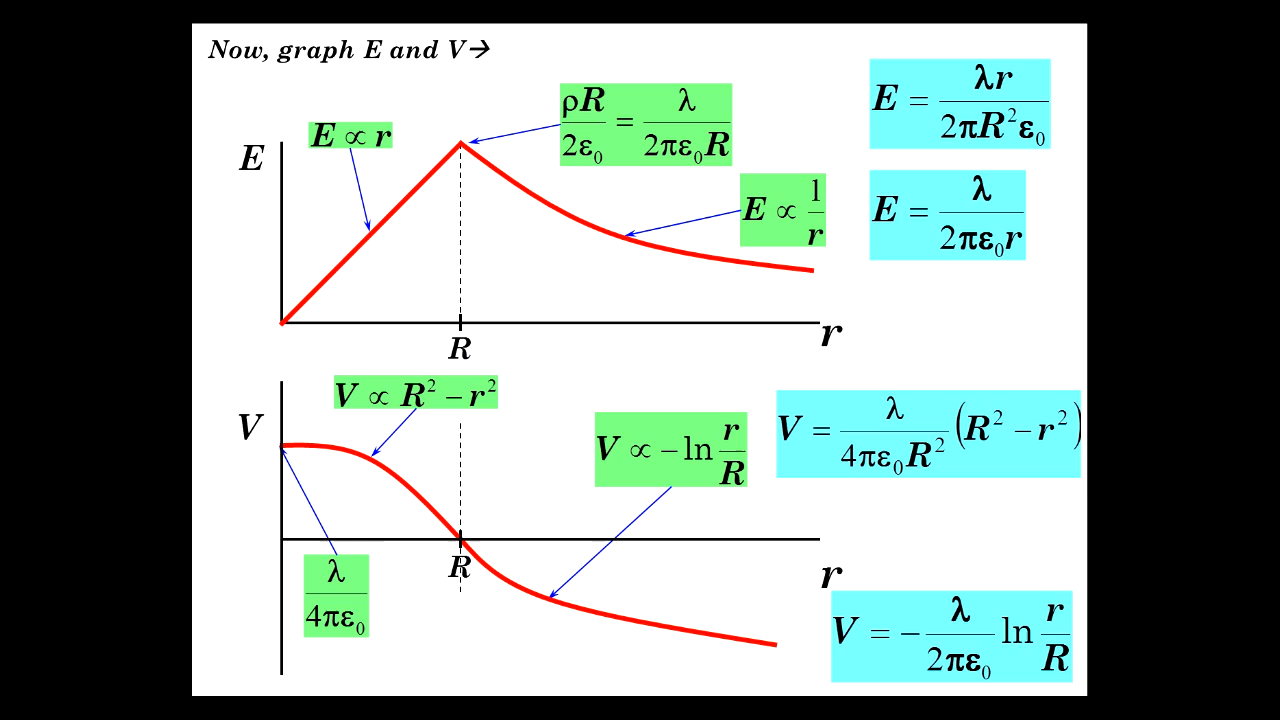 Now, graph E and V→
E
E ∝ r
ρR/2ε₀ = λ/2πε₀R
E ∝ 1/r
R
r
E = λr/2πR²ε₀
E = λ/2πε₀r
V
V ∝ R² − r²
V ∝ − ln r/R
λ/4πε₀
R
r
V = λ/4πε₀R² (R² − r²)
V = − λ/2πε₀ ln r/R